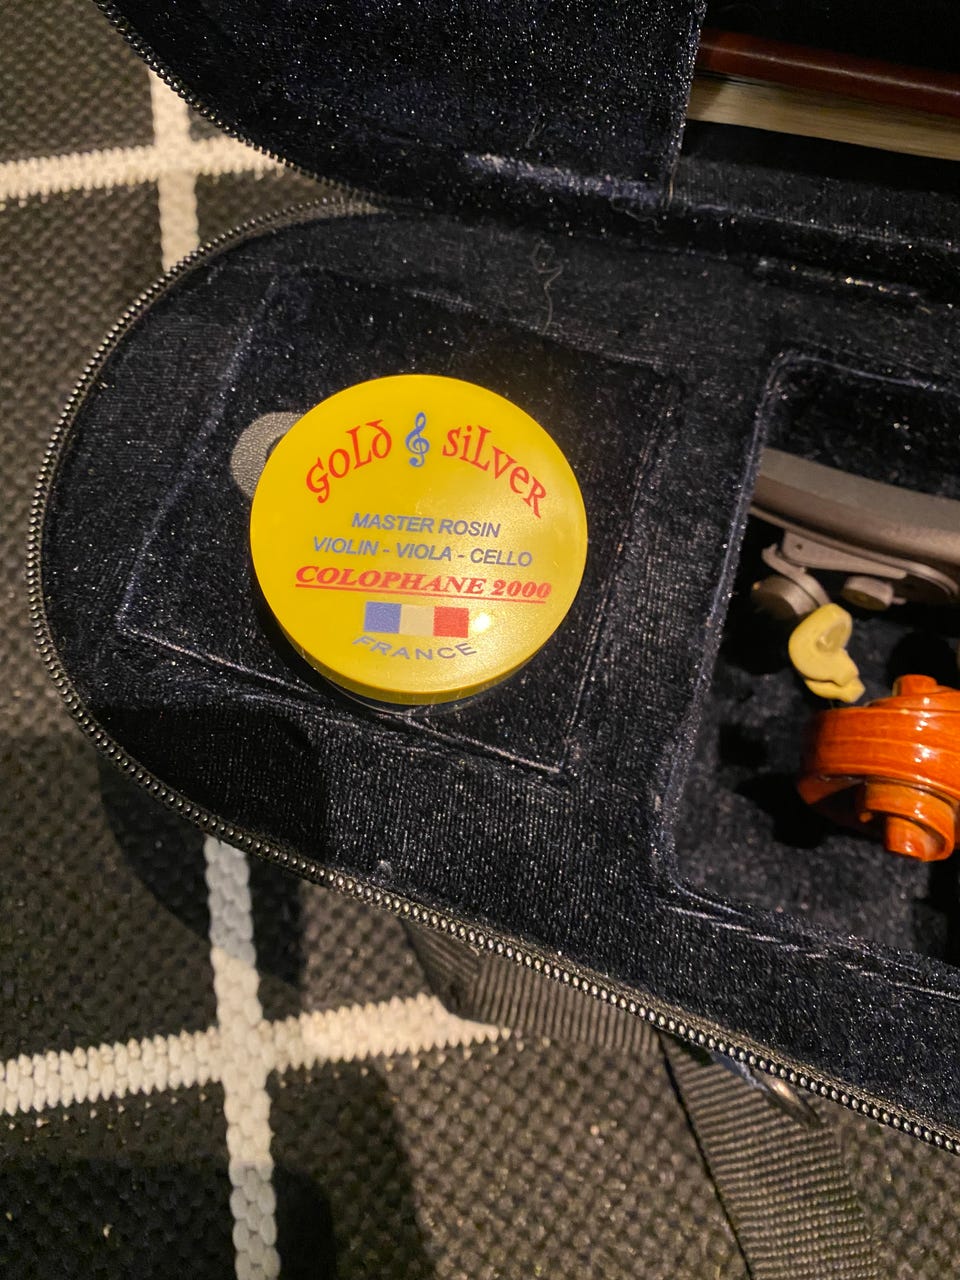 GOLD SILVER
MASTER ROSIN
VIOLIN - VIOLA - CELLO
COLOPHANE 2000
FRANCE